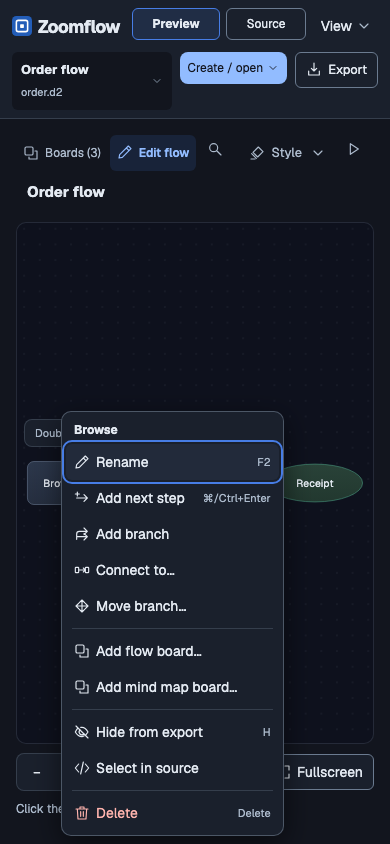 Zoomflow
Preview
Source
View
Order flow
order.d2
Create / open
Export
Boards (3)
Edit flow
Style
Order flow
Doub
Receipt
Browse
Rename F2
Add next step ⌘/Ctrl+Enter
Add branch
Connect to...
Move branch...
Add flow board...
Add mind map board...
Hide from export H
Select in source
Delete Delete
−
Fullscreen
Click the